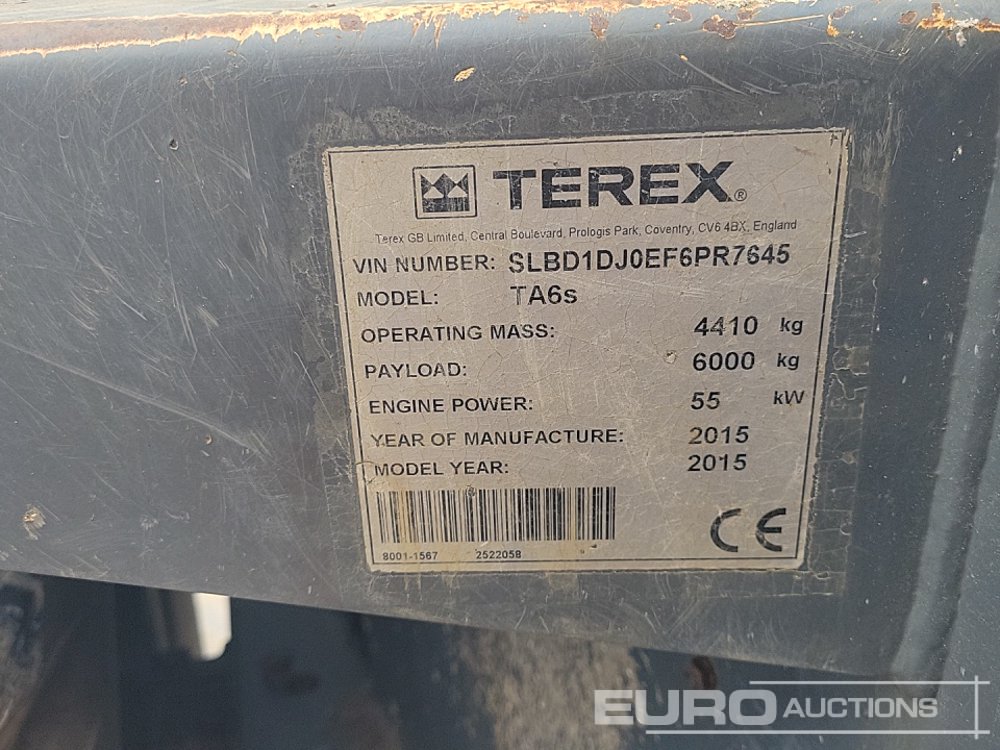 TEREX®
Terex GB Limited, Central Boulevard, Prologis Park, Coventry, CV6 4BX, England
VIN NUMBER: SLBD1DJ0EF6PR7645
MODEL: TA6s
OPERATING MASS: 4410 kg
PAYLOAD: 6000 kg
ENGINE POWER: 55 kW
YEAR OF MANUFACTURE: 2015
MODEL YEAR: 2015
8001-1567 2522058
CE
EURO AUCTIONS